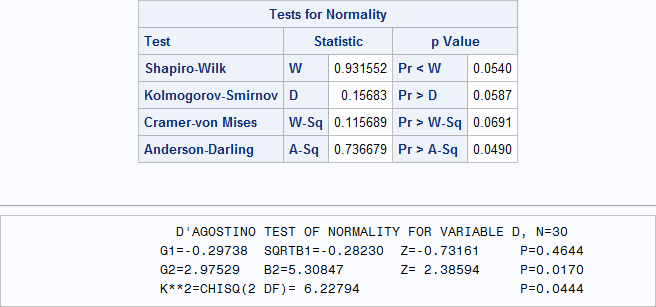 Tests for Normality
Test Statistic p Value
Shapiro-Wilk W 0.931552 Pr < W 0.0540
Kolmogorov-Smirnov D 0.15683 Pr > D 0.0587
Cramer-von Mises W-Sq 0.115689 Pr > W-Sq 0.0691
Anderson-Darling A-Sq 0.736679 Pr > A-Sq 0.0490
D'AGOSTINO TEST OF NORMALITY FOR VARIABLE D, N=30
G1=-0.29738 SQRTB1=-0.28230 Z=-0.73161 P=0.4644
G2=2.97529 B2=5.30847 Z= 2.38594 P=0.0170
K**2=CHISQ(2 DF)= 6.22794 P=0.0444